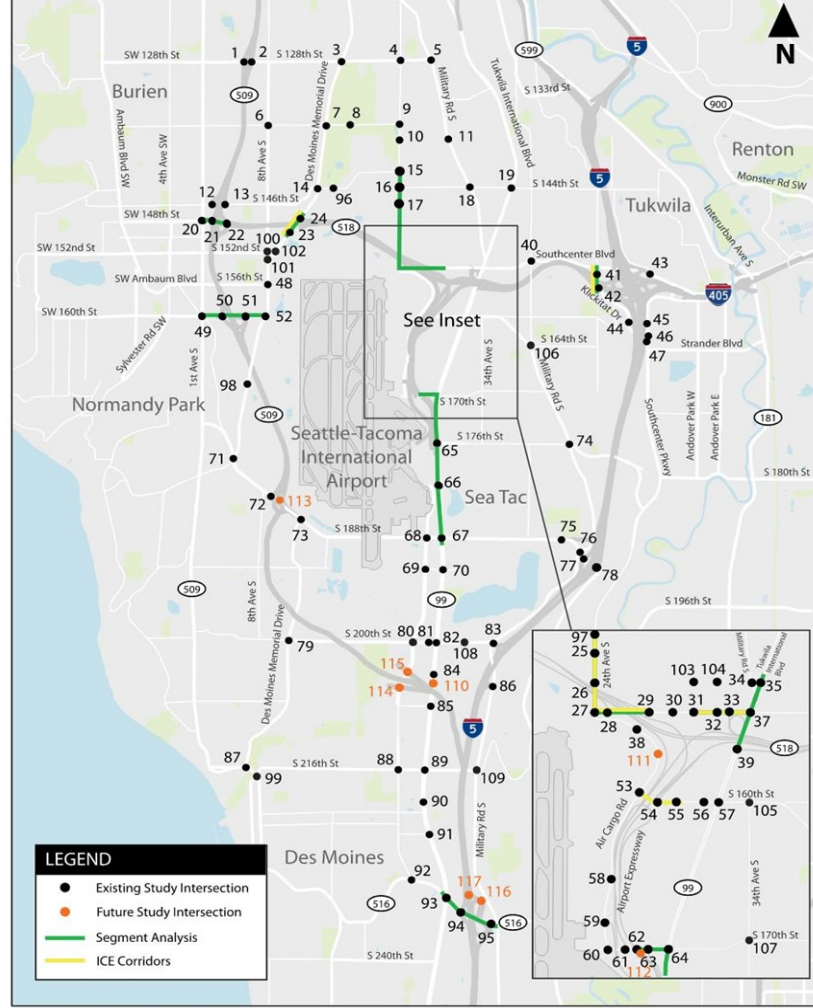 599
5
N
SW 128th St
1 2
S 128th St
3
4
5
Burien
509
Military Rd S
Tukwila International Blvd
S 133rd St
900
Ambaum Blvd SW
4th Ave SW
8th Ave S
Des Moines Memorial Drive
6
7
8
9
10
11
Renton
15
5
Monster Rd SW
12
13
S 146th St
14
96
16
17
18
19
S 144th St
Tukwila
SW 148th St
20
21
22
24
23
518
Interurban Ave S
SW 152nd St
S 152nd St
100
102
101
40
Southcenter Blvd
41
43
SW Ambaum Blvd
S 156th St
48
42
Klickitat Dr
405
SW 160th St
49
50
51
52
See Inset
44
45
46
47
Strander Blvd
Sylvester Rd SW
1st Ave S
34th Ave S
S 164th St
106
Military Rd S
98
Normandy Park
509
S 170th St
Southcenter Pkwy
Andover Park W
Andover Park E
181
Seattle-Tacoma
International
Airport
S 176th St
65
74
71
66
Sea Tac
S 180th St
72
113
73
S 188th St
68
67
75
76
77
78
69
70
509
8th Ave S
99
S 196th St
Des Moines Memorial Drive
79
S 200th St
80
81
82
108
83
115
84
114
110
85
86
5
87
99
S 216th St
88
89
109
90
91
Military Rd S
Des Moines
92
516
93
94
117
116
95
516
S 240th St
97
25
24th Ave S
103
104
Military Rd S
Tukwila International Blvd
34
35
26
27
28
29
30
31
32
33
37
38
111
39
518
53
54
55
56
57
S 160th St
105
Air Cargo Rd
Airport Expressway
99
34th Ave S
58
59
60
61
62
63
64
112
S 170th St
107
LEGEND
Existing Study Intersection
Future Study Intersection
Segment Analysis
ICE Corridors